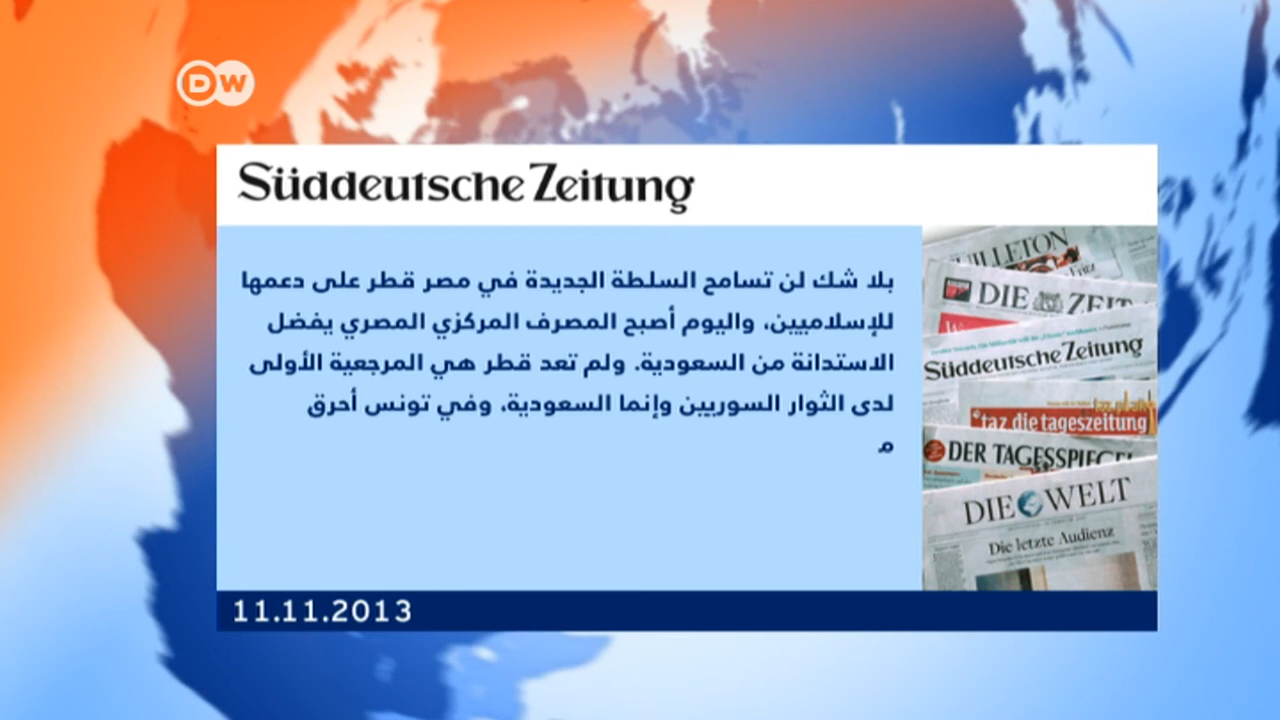 DW
Süddeutsche Zeitung
بلا شك لن تسامح السلطة الجديدة في مصر قطر على دعمها
للإسلاميين، واليوم أصبح المصرف المركزي المصري يفضل
الاستدانة من السعودية. ولم تعد قطر هي المرجعية الأولى
لدى الثوار السوريين وإنما السعودية، وفي تونس أحرق
م
UILLETON
Fritz
DIE ZEIT
Süddeutsche Zeitung
taz die tageszeitung
DER TAGESSPIEGEL
DIE WELT
Die letzte Audienz
11.11.2013